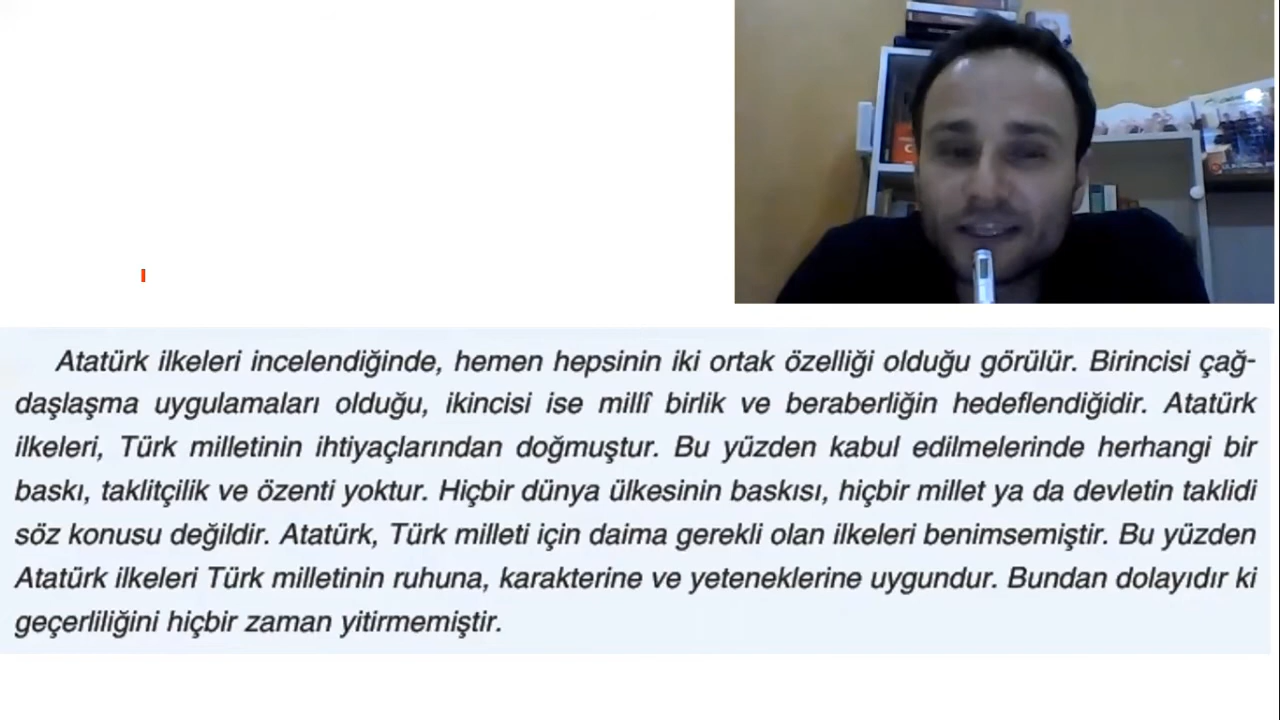 Atatürk ilkeleri incelendiğinde, hemen hepsinin iki ortak özelliği olduğu görülür. Birincisi çağ-
daşlaşma uygulamaları olduğu, ikincisi ise millî birlik ve beraberliğin hedeflendiğidir. Atatürk
ilkeleri, Türk milletinin ihtiyaçlarından doğmuştur. Bu yüzden kabul edilmelerinde herhangi bir
baskı, taklitçilik ve özenti yoktur. Hiçbir dünya ülkesinin baskısı, hiçbir millet ya da devletin taklidi
söz konusu değildir. Atatürk, Türk milleti için daima gerekli olan ilkeleri benimsemiştir. Bu yüzden
Atatürk ilkeleri Türk milletinin ruhuna, karakterine ve yeteneklerine uygundur. Bundan dolayıdır ki
geçerliliğini hiçbir zaman yitirmemiştir.